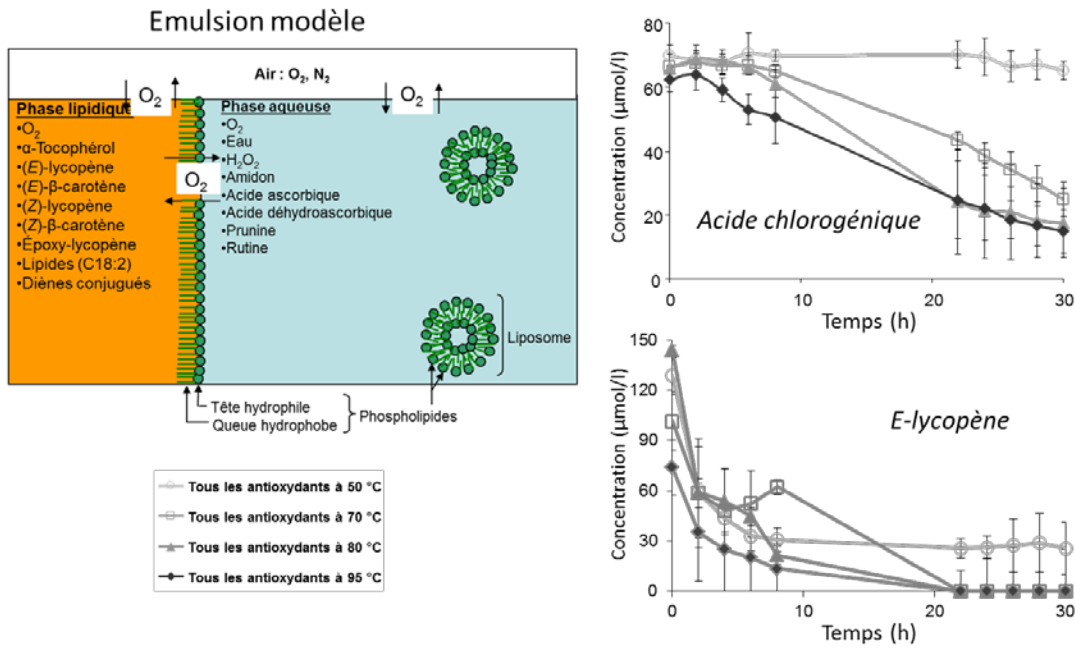 Emulsion modèle
Air : O₂, N₂
O₂
O₂
Phase lipidique
•O₂
•α-Tocophérol
•(E)-lycopène
•(E)-β-carotène
•(Z)-lycopène
•(Z)-β-carotène
•Époxy-lycopène
•Lipides (C18:2)
•Diènes conjugués
O₂
Phase aqueuse
•O₂
•Eau
•H₂O₂
•Amidon
•Acide ascorbique
•Acide déhydroascorbique
•Prunine
•Rutine
Liposome
Tête hydrophile
Queue hydrophobe
Phospholipides
Tous les antioxydants à 50 °C
Tous les antioxydants à 70 °C
Tous les antioxydants à 80 °C
Tous les antioxydants à 95 °C
Concentration (µmol/l)
80
60
40
20
0
Acide chlorogénique
0 10 20 30
Temps (h)
Concentration (µmol/l)
150
120
90
60
30
0
E-lycopène
0 10 20 30
Temps (h)